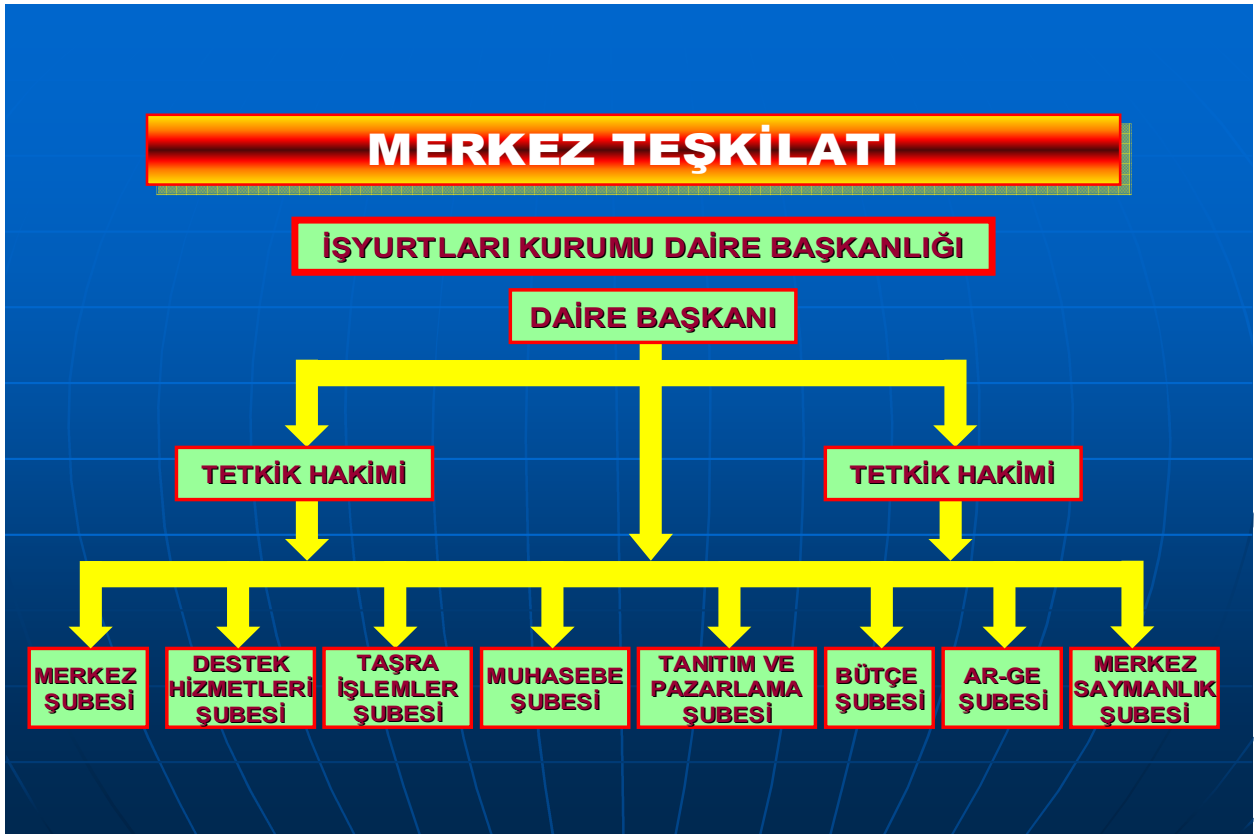 MERKEZ TEŞKİLATI
İŞYURTLARI KURUMU DAİRE BAŞKANLIĞI
DAİRE BAŞKANI
TETKİK HAKİMİ
TETKİK HAKİMİ
MERKEZ
ŞUBESİ
DESTEK
HİZMETLERİ
ŞUBESİ
TAŞRA
İŞLEMLER
ŞUBESİ
MUHASEBE
ŞUBESİ
TANITIM VE
PAZARLAMA
ŞUBESİ
BÜTÇE
ŞUBESİ
AR-GE
ŞUBESİ
MERKEZ
SAYMANLIK
ŞUBESİ